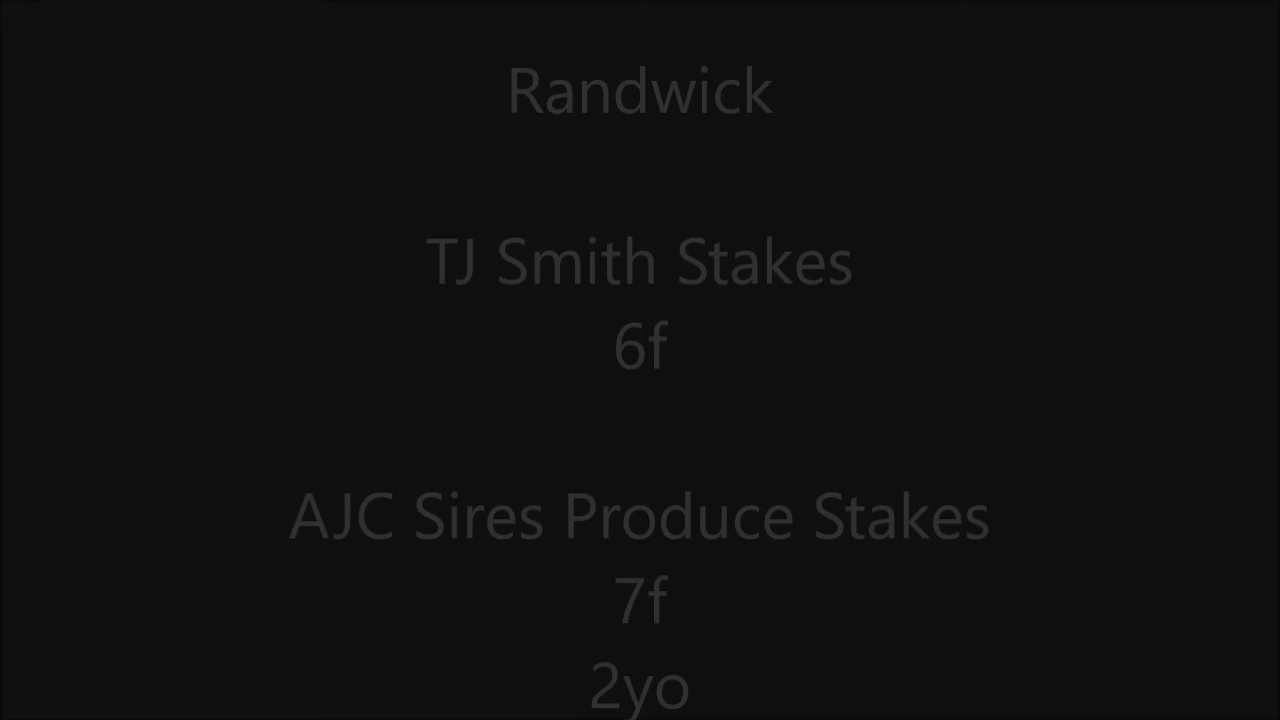 Randwick
TJ Smith Stakes
6f
AJC Sires Produce Stakes
7f
2yo